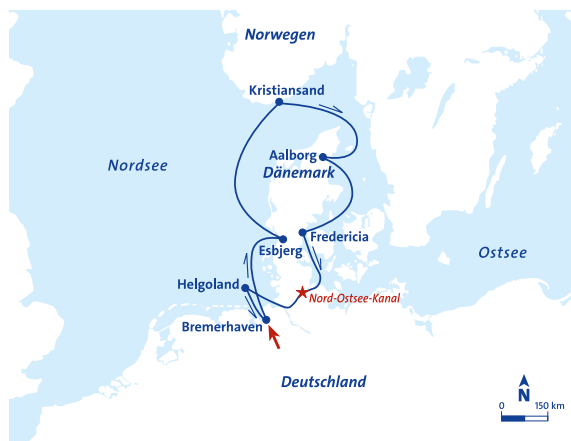 Norwegen
Kristiansand
Aalborg
Dänemark
Nordsee
Fredericia
Esbjerg
Ostsee
Helgoland
Nord-Ostsee-Kanal
Bremerhaven
Deutschland
N
0 150 km